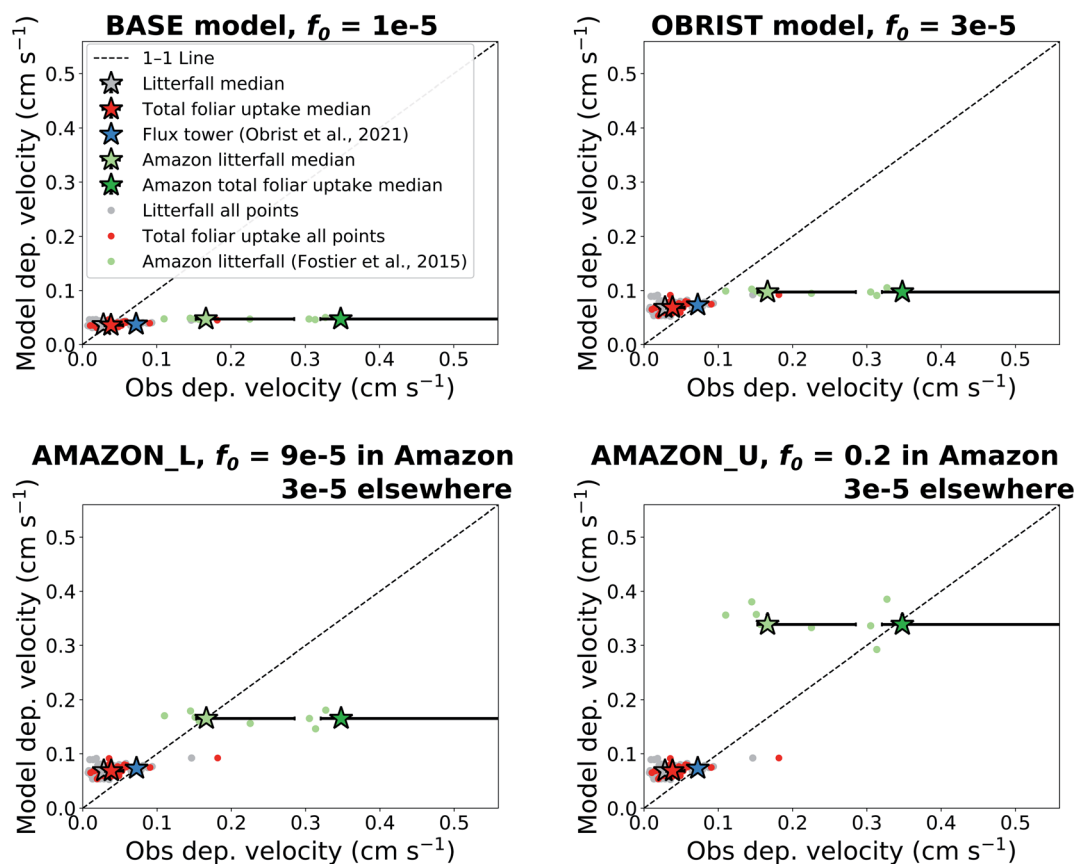 BASE model, f₀ = 1e-5
Model dep. velocity (cm s⁻¹)
0.5
0.4
0.3
0.2
0.1
0.0
1–1 Line
Litterfall median
Total foliar uptake median
Flux tower (Obrist et al., 2021)
Amazon litterfall median
Amazon total foliar uptake median
Litterfall all points
Total foliar uptake all points
Amazon litterfall (Fostier et al., 2015)
0.0 0.1 0.2 0.3 0.4 0.5
Obs dep. velocity (cm s⁻¹)
OBRIST model, f₀ = 3e-5
Model dep. velocity (cm s⁻¹)
0.5
0.4
0.3
0.2
0.1
0.0
0.0 0.1 0.2 0.3 0.4 0.5
Obs dep. velocity (cm s⁻¹)
AMAZON_L, f₀ = 9e-5 in Amazon
3e-5 elsewhere
Model dep. velocity (cm s⁻¹)
0.5
0.4
0.3
0.2
0.1
0.0
0.0 0.1 0.2 0.3 0.4 0.5
Obs dep. velocity (cm s⁻¹)
AMAZON_U, f₀ = 0.2 in Amazon
3e-5 elsewhere
Model dep. velocity (cm s⁻¹)
0.5
0.4
0.3
0.2
0.1
0.0
0.0 0.1 0.2 0.3 0.4 0.5
Obs dep. velocity (cm s⁻¹)